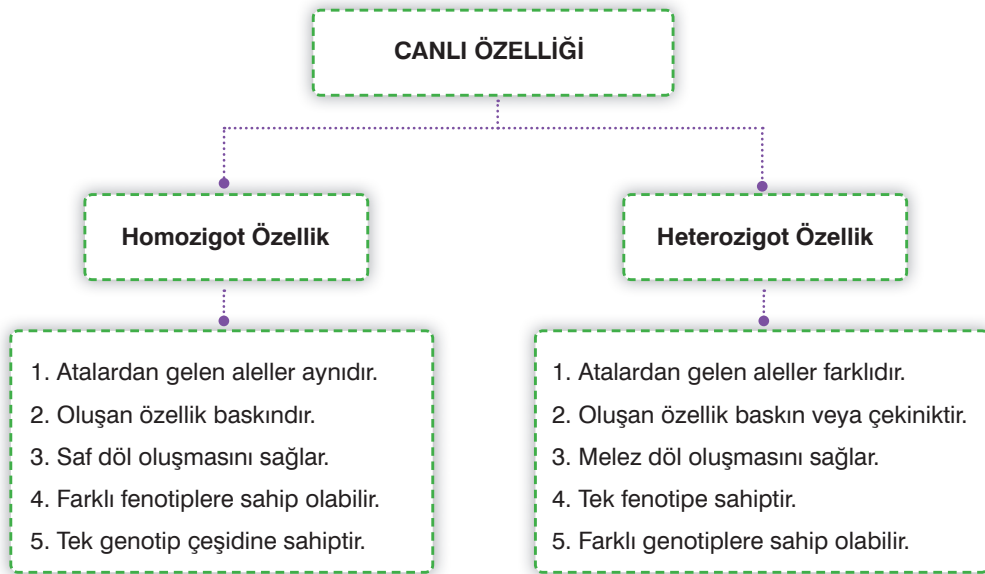 CANLI ÖZELLİĞİ
Homozigot Özellik
1. Atalardan gelen aleller aynıdır.
2. Oluşan özellik baskındır.
3. Saf döl oluşmasını sağlar.
4. Farklı fenotiplere sahip olabilir.
5. Tek genotip çeşidine sahiptir.
Heterozigot Özellik
1. Atalardan gelen aleller farklıdır.
2. Oluşan özellik baskın veya çekiniktir.
3. Melez döl oluşmasını sağlar.
4. Tek fenotipe sahiptir.
5. Farklı genotiplere sahip olabilir.